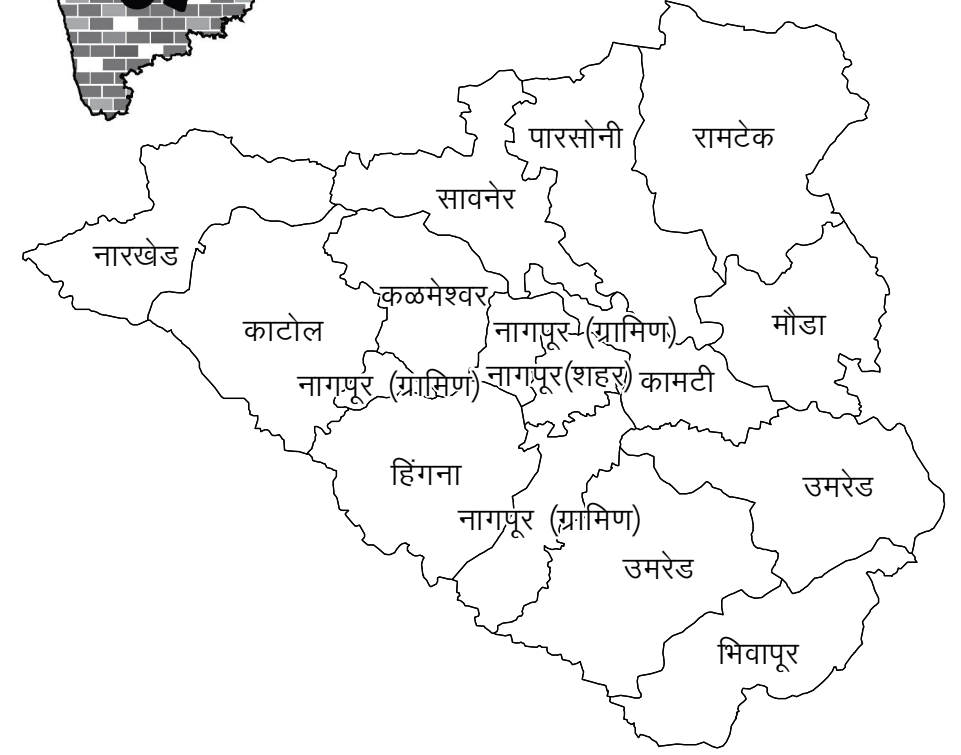 पारसोनी
रामटेक
सावनेर
नारखेड
कळमेश्वर
काटोल
नागपूर (ग्रामिण)
मौडा
नागपूर (ग्रामिण)
नागपूर(शहर)
कामटी
हिंगना
उमरेड
नागपूर (ग्रामिण)
उमरेड
भिवापूर